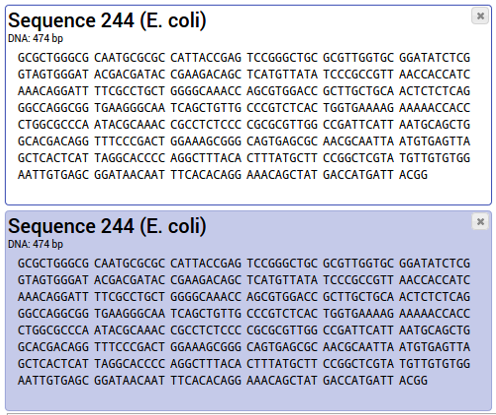 Sequence 244 (E. coli)
DNA: 474 bp
GCGCTGGGCG CAATGCGCGC CATTACCGAG TCCGGGCTGC GCGTTGGTGC GGATATCTCG
GTAGTGGGAT ACGACGATAC CGAAGACAGC TCATGTTATA TCCCGCCGTT AACCACCATC
AAACAGGATT TTCGCCTGCT GGGGCAAACC AGCGTGGACC GCTTGCTGCA ACTCTCTCAG
GGCCAGGCGG TGAAGGGCAA TCAGCTGTTG CCCGTCTCAC TGGTGAAAAG AAAAACCACC
CTGGCGCCCA ATACGCAAAC CGCCTCTCCC CGCGCGTTGG CCGATTCATT AATGCAGCTG
GCACGACAGG TTTCCCGACT GGAAAGCGGG CAGTGAGCGC AACGCAATTA ATGTGAGTTA
GCTCACTCAT TAGGCACCCC AGGCTTTACA CTTTATGCTT CCGGCTCGTA TGTTGTGTGG
AATTGTGAGC GGATAACAAT TTCACACAGG AAACAGCTAT GACCATGATT ACGG
Sequence 244 (E. coli)
DNA: 474 bp
GCGCTGGGCG CAATGCGCGC CATTACCGAG TCCGGGCTGC GCGTTGGTGC GGATATCTCG
GTAGTGGGAT ACGACGATAC CGAAGACAGC TCATGTTATA TCCCGCCGTT AACCACCATC
AAACAGGATT TTCGCCTGCT GGGGCAAACC AGCGTGGACC GCTTGCTGCA ACTCTCTCAG
GGCCAGGCGG TGAAGGGCAA TCAGCTGTTG CCCGTCTCAC TGGTGAAAAG AAAAACCACC
CTGGCGCCCA ATACGCAAAC CGCCTCTCCC CGCGCGTTGG CCGATTCATT AATGCAGCTG
GCACGACAGG TTTCCCGACT GGAAAGCGGG CAGTGAGCGC AACGCAATTA ATGTGAGTTA
GCTCACTCAT TAGGCACCCC AGGCTTTACA CTTTATGCTT CCGGCTCGTA TGTTGTGTGG
AATTGTGAGC GGATAACAAT TTCACACAGG AAACAGCTAT GACCATGATT ACGG